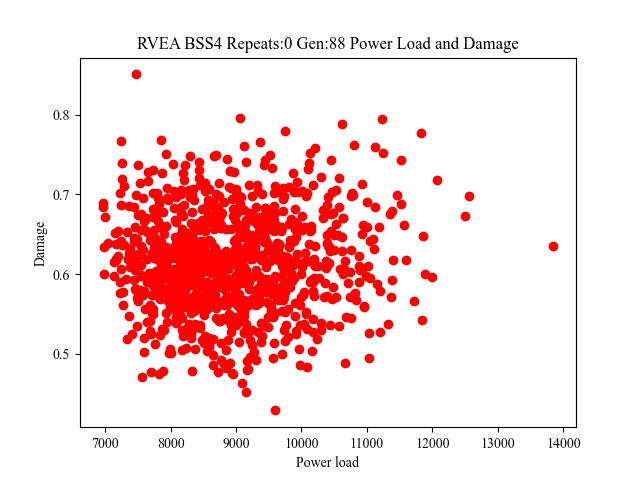 RVEA BSS4 Repeats:0 Gen:88 Power Load and Damage
0.8
0.7
0.6
0.5
Damage
7000 8000 9000 10000 11000 12000 13000 14000
Power load